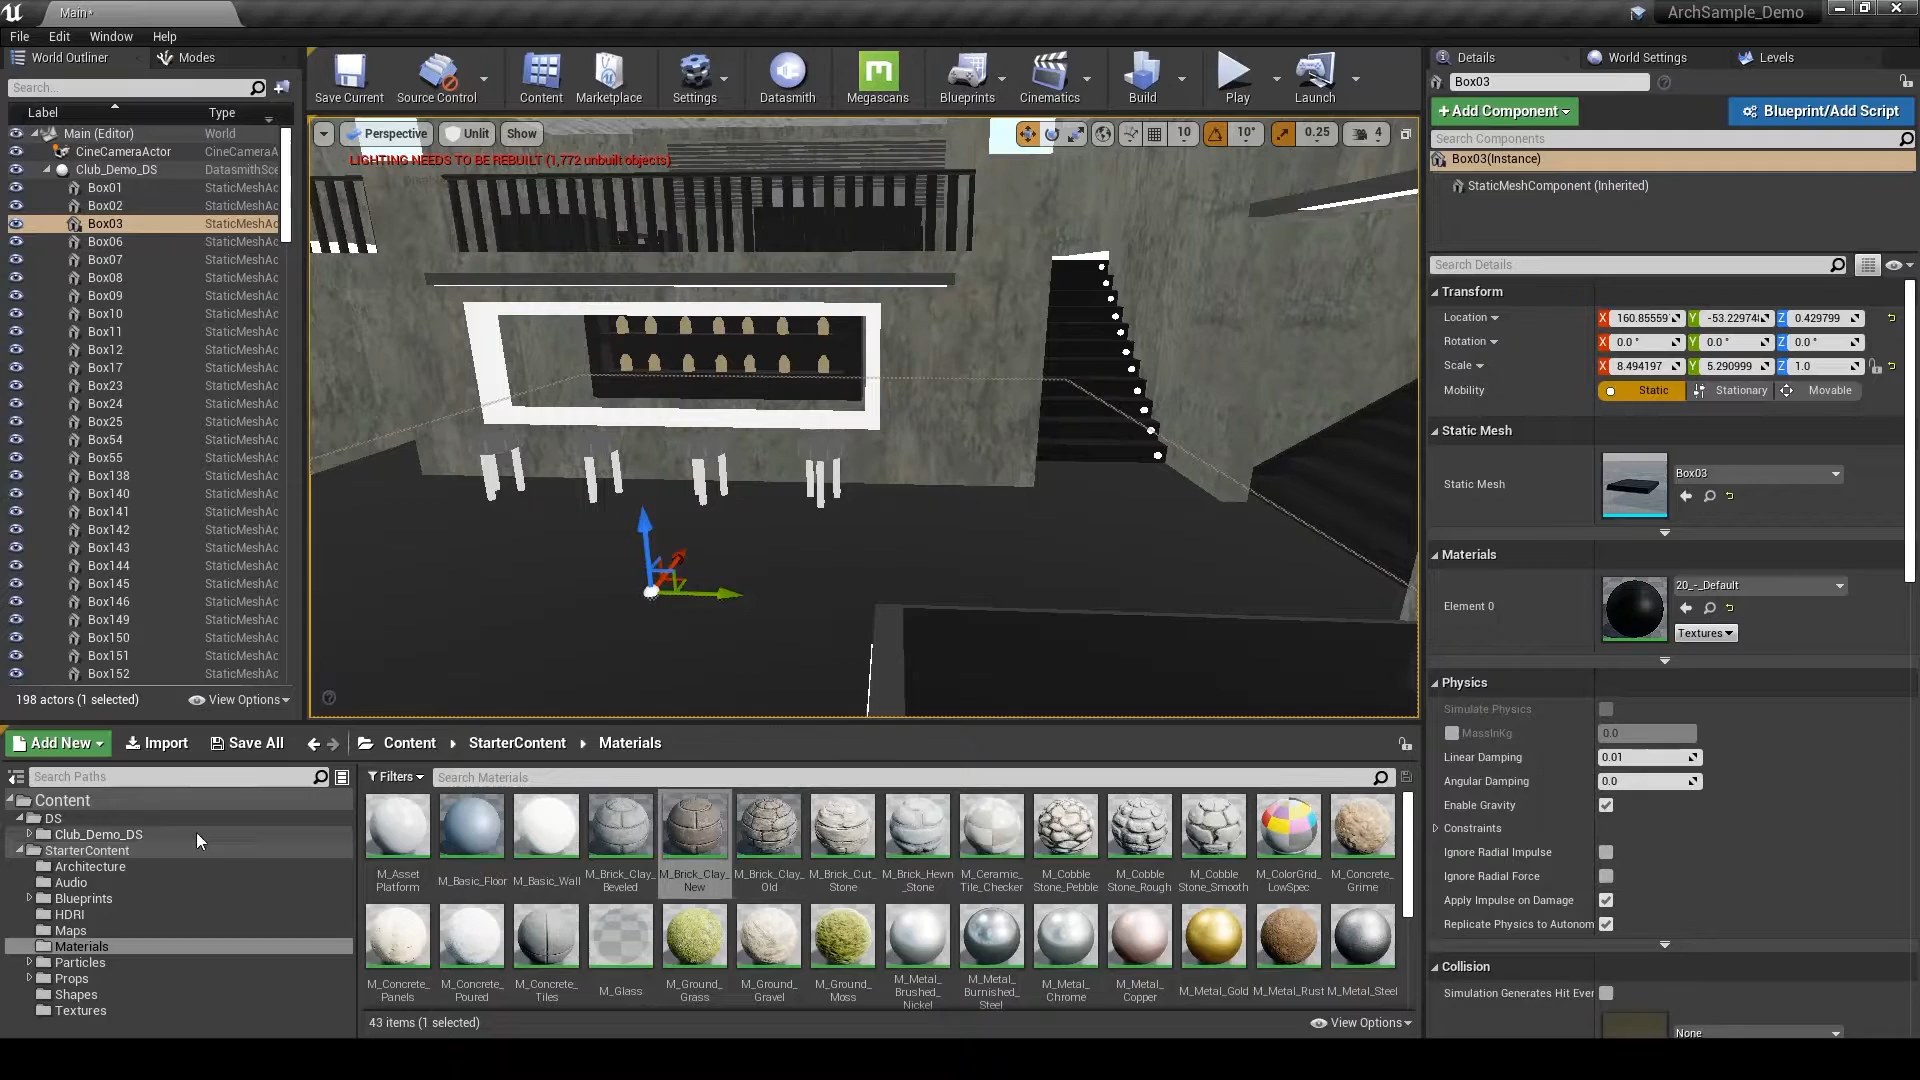 Main*
ArchSample_Demo
File Edit Window Help
World Outliner
Modes
Search...
Label Type
Main (Editor) World
CineCameraActor CineCameraA
Club_Demo_DS DatasmithSce
Box01 StaticMeshAc
Box02 StaticMeshAc
Box03 StaticMeshAc
Box06 StaticMeshAc
Box07 StaticMeshAc
Box08 StaticMeshAc
Box09 StaticMeshAc
Box10 StaticMeshAc
Box11 StaticMeshAc
Box12 StaticMeshAc
Box17 StaticMeshAc
Box23 StaticMeshAc
Box24 StaticMeshAc
Box25 StaticMeshAc
Box54 StaticMeshAc
Box55 StaticMeshAc
Box138 StaticMeshAc
Box140 StaticMeshAc
Box141 StaticMeshAc
Box142 StaticMeshAc
Box143 StaticMeshAc
Box144 StaticMeshAc
Box145 StaticMeshAc
Box146 StaticMeshAc
Box149 StaticMeshAc
Box150 StaticMeshAc
Box151 StaticMeshAc
Box152 StaticMeshAc
198 actors (1 selected)
View Options
Save Current
Source Control
Content
Marketplace
Settings
Datasmith
Megascans
Blueprints
Cinematics
Build
Play
Launch
Perspective
Unlit
Show
10
10°
0.25
4
LIGHTING NEEDS TO BE REBUILT (1,772 unbuilt objects)
Details
World Settings
Levels
Box03
+Add Component
Blueprint/Add Script
Search Components
Box03(Instance)
StaticMeshComponent (Inherited)
Search Details
Transform
Location X 160.85559 Y -53.22974 Z 0.429799
Rotation X 0.0 ° Y 0.0 ° Z 0.0 °
Scale X 8.494197 Y 5.290999 Z 1.0
Mobility Static Stationary Movable
Static Mesh
Static Mesh
Box03
Materials
Element 0
20_-_Default
Textures
Physics
Simulate Physics
MassInKg 0.0
Linear Damping 0.01
Angular Damping 0.0
Enable Gravity
Constraints
Ignore Radial Impulse
Ignore Radial Force
Apply Impulse on Damage
Replicate Physics to Autonom
Collision
Simulation Generates Hit Ever
None
Add New
Import
Save All
Content
StarterContent
Materials
Search Paths
Content
DS
Club_Demo_DS
StarterContent
Architecture
Audio
Blueprints
HDRI
Maps
Materials
Particles
Props
Shapes
Textures
Filters
Search Materials
M_Asset
Platform
M_Basic_Floor
M_Basic_Wall
M_Brick_Clay_
Beveled
M_Brick_Clay_
New
M_Brick_Clay_
Old
M_Brick_Cut_
Stone
M_Brick_Hewn
_Stone
M_Ceramic_
Tile_Checker
M_Cobble
Stone_Pebble
M_Cobble
Stone_Rough
M_Cobble
Stone_Smooth
M_ColorGrid_
LowSpec
M_Concrete_
Grime
M_Concrete_
Panels
M_Concrete_
Poured
M_Concrete_
Tiles
M_Glass
M_Ground_
Grass
M_Ground_
Gravel
M_Ground_
Moss
M_Metal_
Brushed_
Nickel
M_Metal_
Burnished_
Steel
M_Metal_
Chrome
M_Metal_
Copper
M_Metal_Gold
M_Metal_Rust
M_Metal_Steel
43 items (1 selected)
View Options